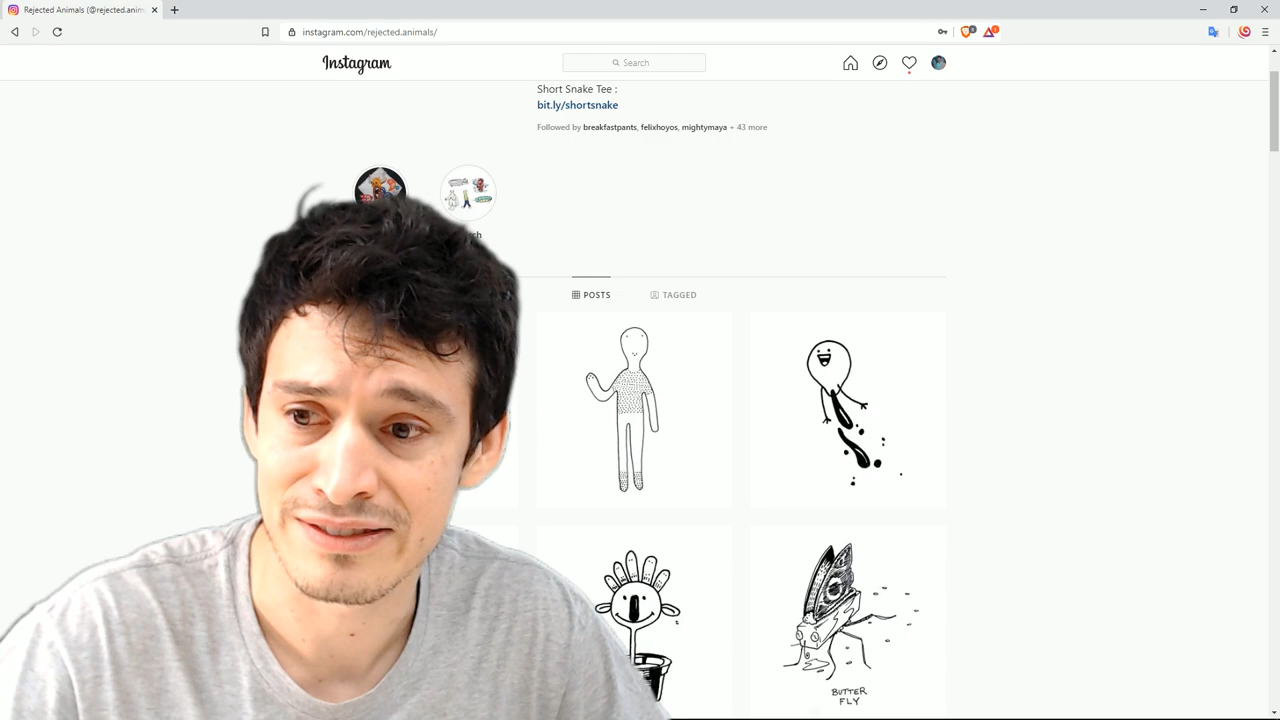 Rejected Animals (@rejected.anim
instagram.com/rejected.animals/
Instagram
Search
Short Snake Tee :
bit.ly/shortsnake
Followed by breakfastpants, felixhoyos, mightymaya + 43 more
POSTS
TAGGED
BUTTER
FLY